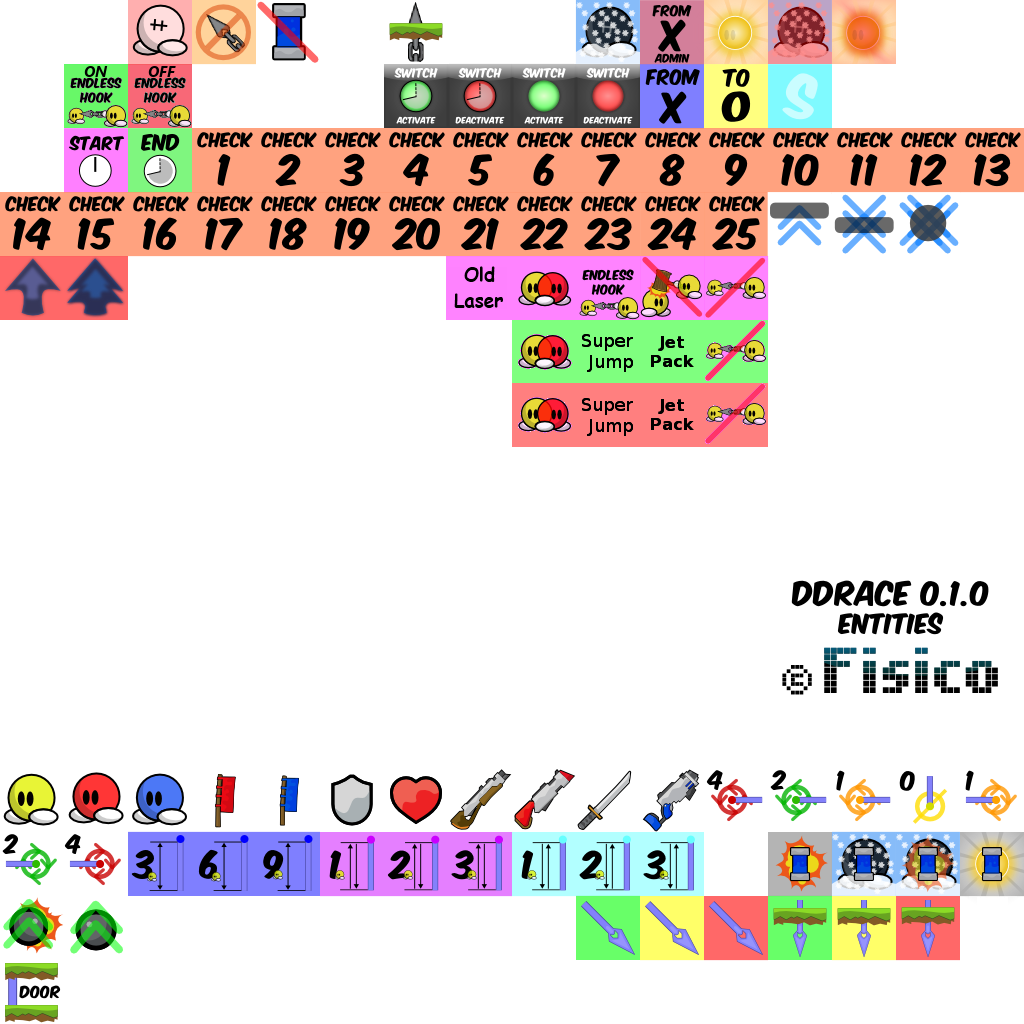 FROM
X
ADMIN
ON
ENDLESS
HOOK
OFF
ENDLESS
HOOK
SWITCH
ACTIVATE
SWITCH
DEACTIVATE
SWITCH
ACTIVATE
SWITCH
DEACTIVATE
FROM
X
TO
O
S
START
END
CHECK
1
CHECK
2
CHECK
3
CHECK
4
CHECK
5
CHECK
6
CHECK
7
CHECK
8
CHECK
9
CHECK
10
CHECK
11
CHECK
12
CHECK
13
CHECK
14
CHECK
15
CHECK
16
CHECK
17
CHECK
18
CHECK
19
CHECK
20
CHECK
21
CHECK
22
CHECK
23
CHECK
24
CHECK
25
Old
Laser
ENDLESS
HOOK
Super
Jump
Jet
Pack
Super
Jump
Jet
Pack
DDRACE 0.1.0
ENTITIES
© Fisico
4 2 1 0 1
2 4 3 6 9 1 2 3 1 2 3
DOOR